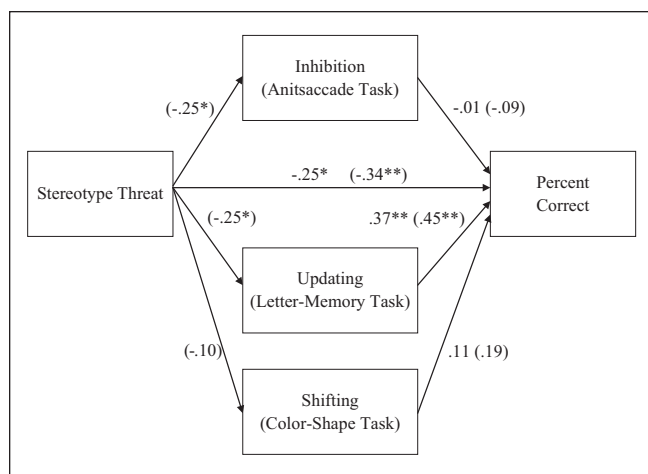 Inhibition
(Anitsaccade Task)
(-.25*)
-.01 (-.09)
Stereotype Threat
-.25* (-.34**)
Percent
Correct
(-.25*)
.37** (.45**)
Updating
(Letter-Memory Task)
(-.10)
.11 (.19)
Shifting
(Color-Shape Task)